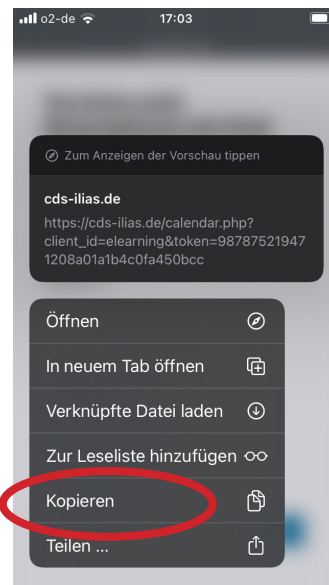 o2-de 17:03
Zum Anzeigen der Vorschau tippen
cds-ilias.de
https://cds-ilias.de/calendar.php?
client_id=elearning&token=98787521947
1208a01a1b4c0fa450bcc
Öffnen
In neuem Tab öffnen
Verknüpfte Datei laden
Zur Leseliste hinzufügen
Kopieren
Teilen ...